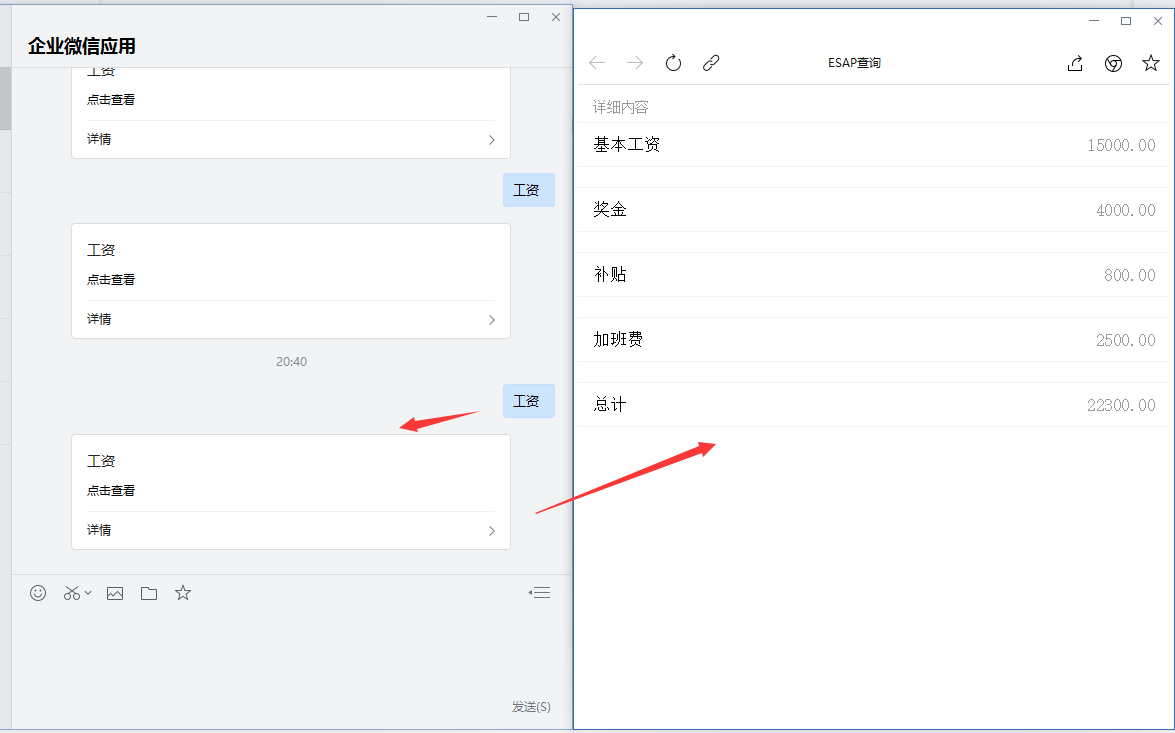 企业微信应用
工资
点击查看
详情
工资
工资
点击查看
详情
20:40
工资
工资
点击查看
详情
发送(S)
ESAP查询
详细内容
基本工资 15000.00
奖金 4000.00
补贴 800.00
加班费 2500.00
总计 22300.00